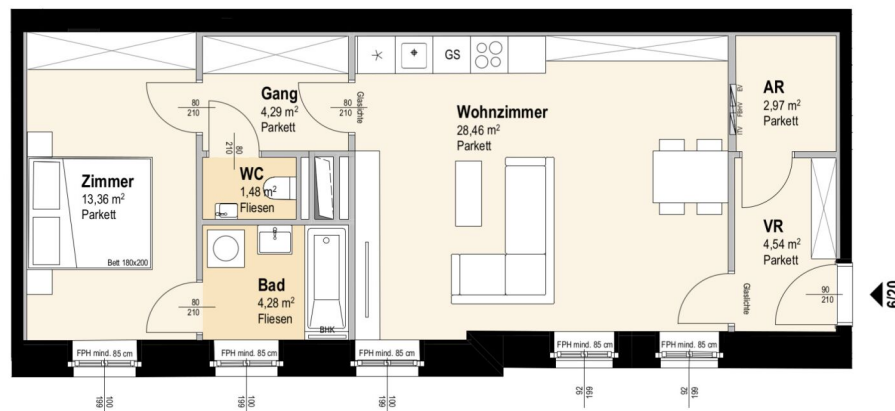 GS
Gang
4,29 m²
Parkett
80
210
80
210
Glaslichte
80
210
Wohnzimmer
28,46 m²
Parkett
AR
2,97 m²
Parkett
Zimmer
13,36 m²
Parkett
Bett 180x200
WC
1,48 m²
Fliesen
VR
4,54 m²
Parkett
Bad
4,28 m²
Fliesen
80
210
BHK
Glaslichte
90
210
6/20
FPH mind. 85 cm
FPH mind. 85 cm
FPH mind. 85 cm
FPH mind. 85 cm
FPH mind. 85 cm
100
199
100
199
100
199
92
199
92
199